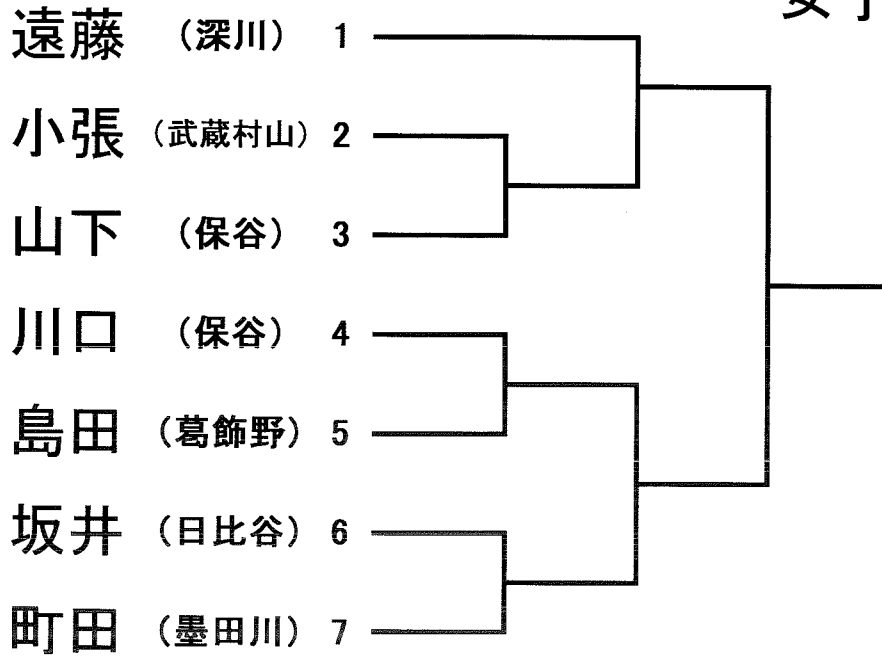 女子
遠藤 (深川) 1
小張 (武蔵村山) 2
山下 (保谷) 3
川口 (保谷) 4
島田 (葛飾野) 5
坂井 (日比谷) 6
町田 (墨田川) 7